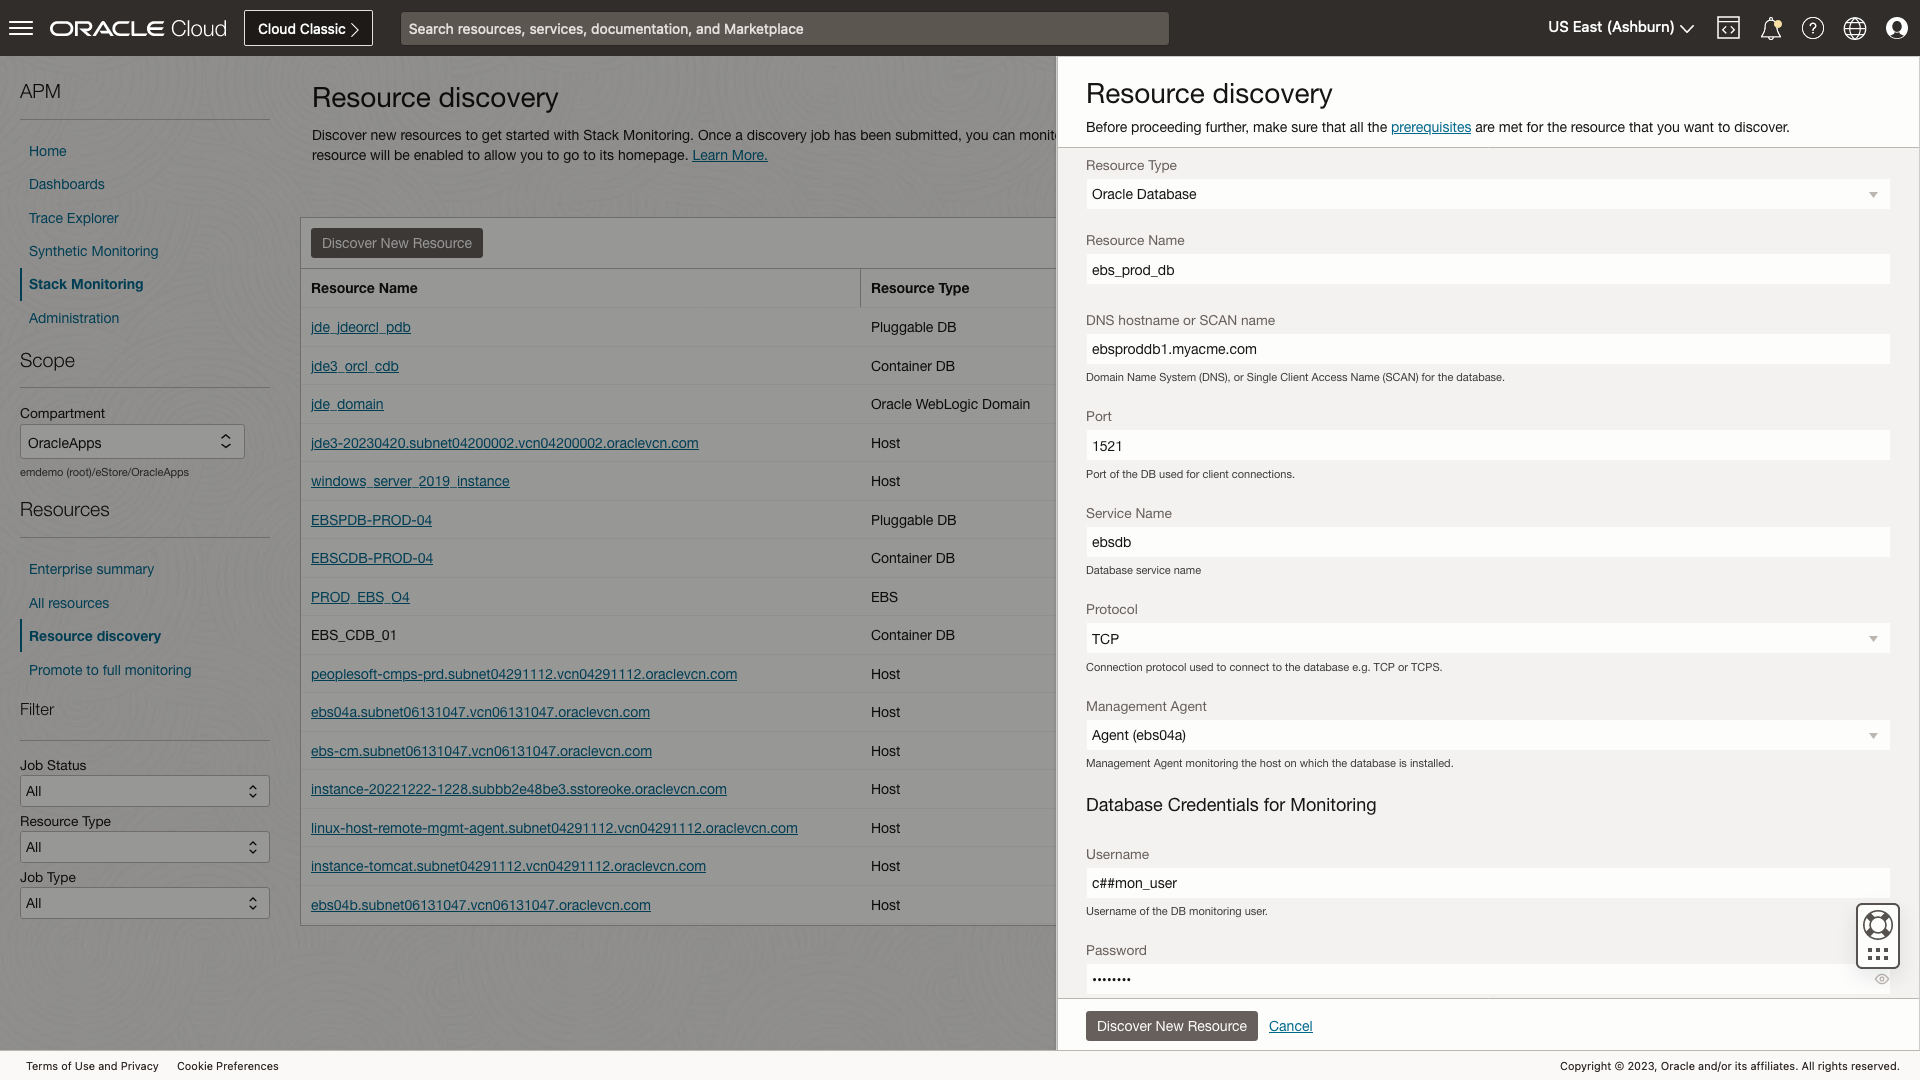 ORACLE Cloud
Cloud Classic
Search resources, services, documentation, and Marketplace
US East (Ashburn)
APM
Home
Dashboards
Trace Explorer
Synthetic Monitoring
Stack Monitoring
Administration
Scope
Compartment
OracleApps
emdemo (root)/eStore/OracleApps
Resources
Enterprise summary
All resources
Resource discovery
Promote to full monitoring
Filter
Job Status
All
Resource Type
All
Job Type
All
Resource discovery
Discover new resources to get started with Stack Monitoring. Once a discovery job has been submitted, you can monit
resource will be enabled to allow you to go to its homepage. Learn More.
Discover New Resource
Resource Name Resource Type
jde_jdeorcl_pdb Pluggable DB
jde3_orcl_cdb Container DB
jde_domain Oracle WebLogic Domain
jde3-20230420.subnet04200002.vcn04200002.oraclevcn.com Host
windows_server_2019_instance Host
EBSPDB-PROD-04 Pluggable DB
EBSCDB-PROD-04 Container DB
PROD_EBS_O4 EBS
EBS_CDB_01 Container DB
peoplesoft-cmps-prd.subnet04291112.vcn04291112.oraclevcn.com Host
ebs04a.subnet06131047.vcn06131047.oraclevcn.com Host
ebs-cm.subnet06131047.vcn06131047.oraclevcn.com Host
instance-20221222-1228.subbb2e48be3.sstoreoke.oraclevcn.com Host
linux-host-remote-mgmt-agent.subnet04291112.vcn04291112.oraclevcn.com Host
instance-tomcat.subnet04291112.vcn04291112.oraclevcn.com Host
ebs04b.subnet06131047.vcn06131047.oraclevcn.com Host
Resource discovery
Before proceeding further, make sure that all the prerequisites are met for the resource that you want to discover.
Resource Type
Oracle Database
Resource Name
ebs_prod_db
DNS hostname or SCAN name
ebsproddb1.myacme.com
Domain Name System (DNS), or Single Client Access Name (SCAN) for the database.
Port
1521
Port of the DB used for client connections.
Service Name
ebsdb
Database service name
Protocol
TCP
Connection protocol used to connect to the database e.g. TCP or TCPS.
Management Agent
Agent (ebs04a)
Management Agent monitoring the host on which the database is installed.
Database Credentials for Monitoring
Username
c##mon_user
Username of the DB monitoring user.
Password
••••••••
Discover New Resource Cancel
Terms of Use and Privacy Cookie Preferences
Copyright © 2023, Oracle and/or its affiliates. All rights reserved.